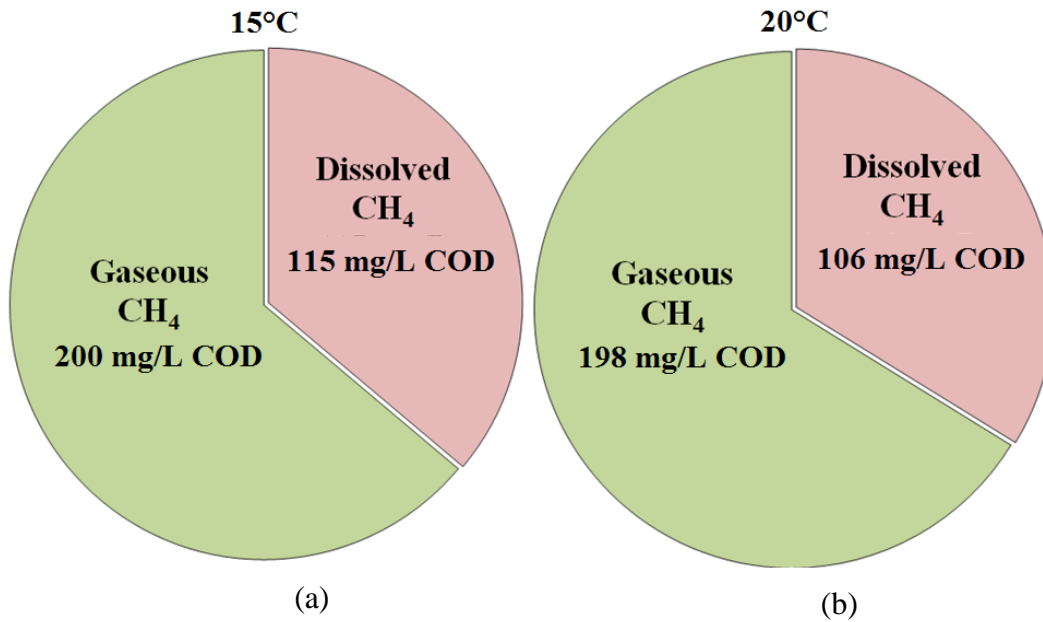 15°C
Dissolved
CH₄
115 mg/L COD
Gaseous
CH₄
200 mg/L COD
(a)
20°C
Dissolved
CH₄
106 mg/L COD
Gaseous
CH₄
198 mg/L COD
(b)